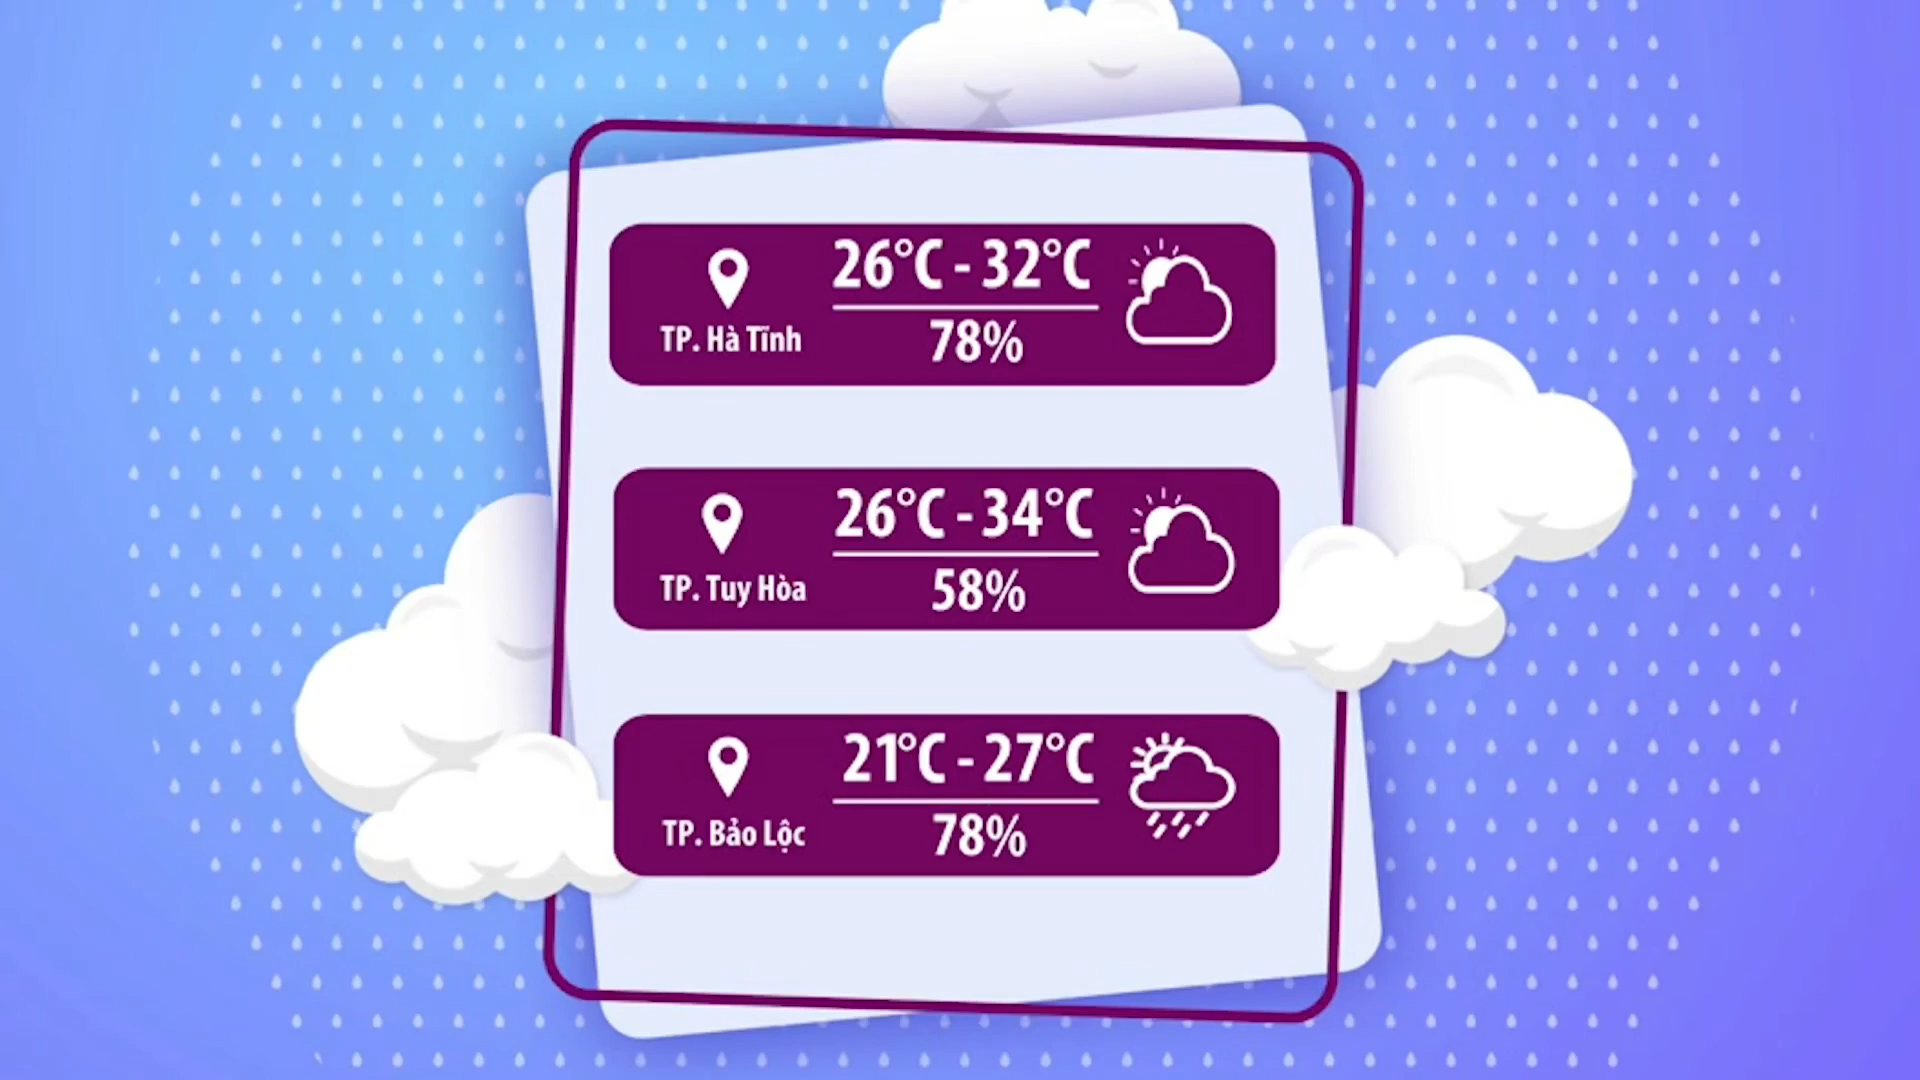 26°C - 32°C
TP. Hà Tĩnh
78%
26°C - 34°C
TP. Tuy Hòa
58%
21°C - 27°C
TP. Bảo Lộc
78%